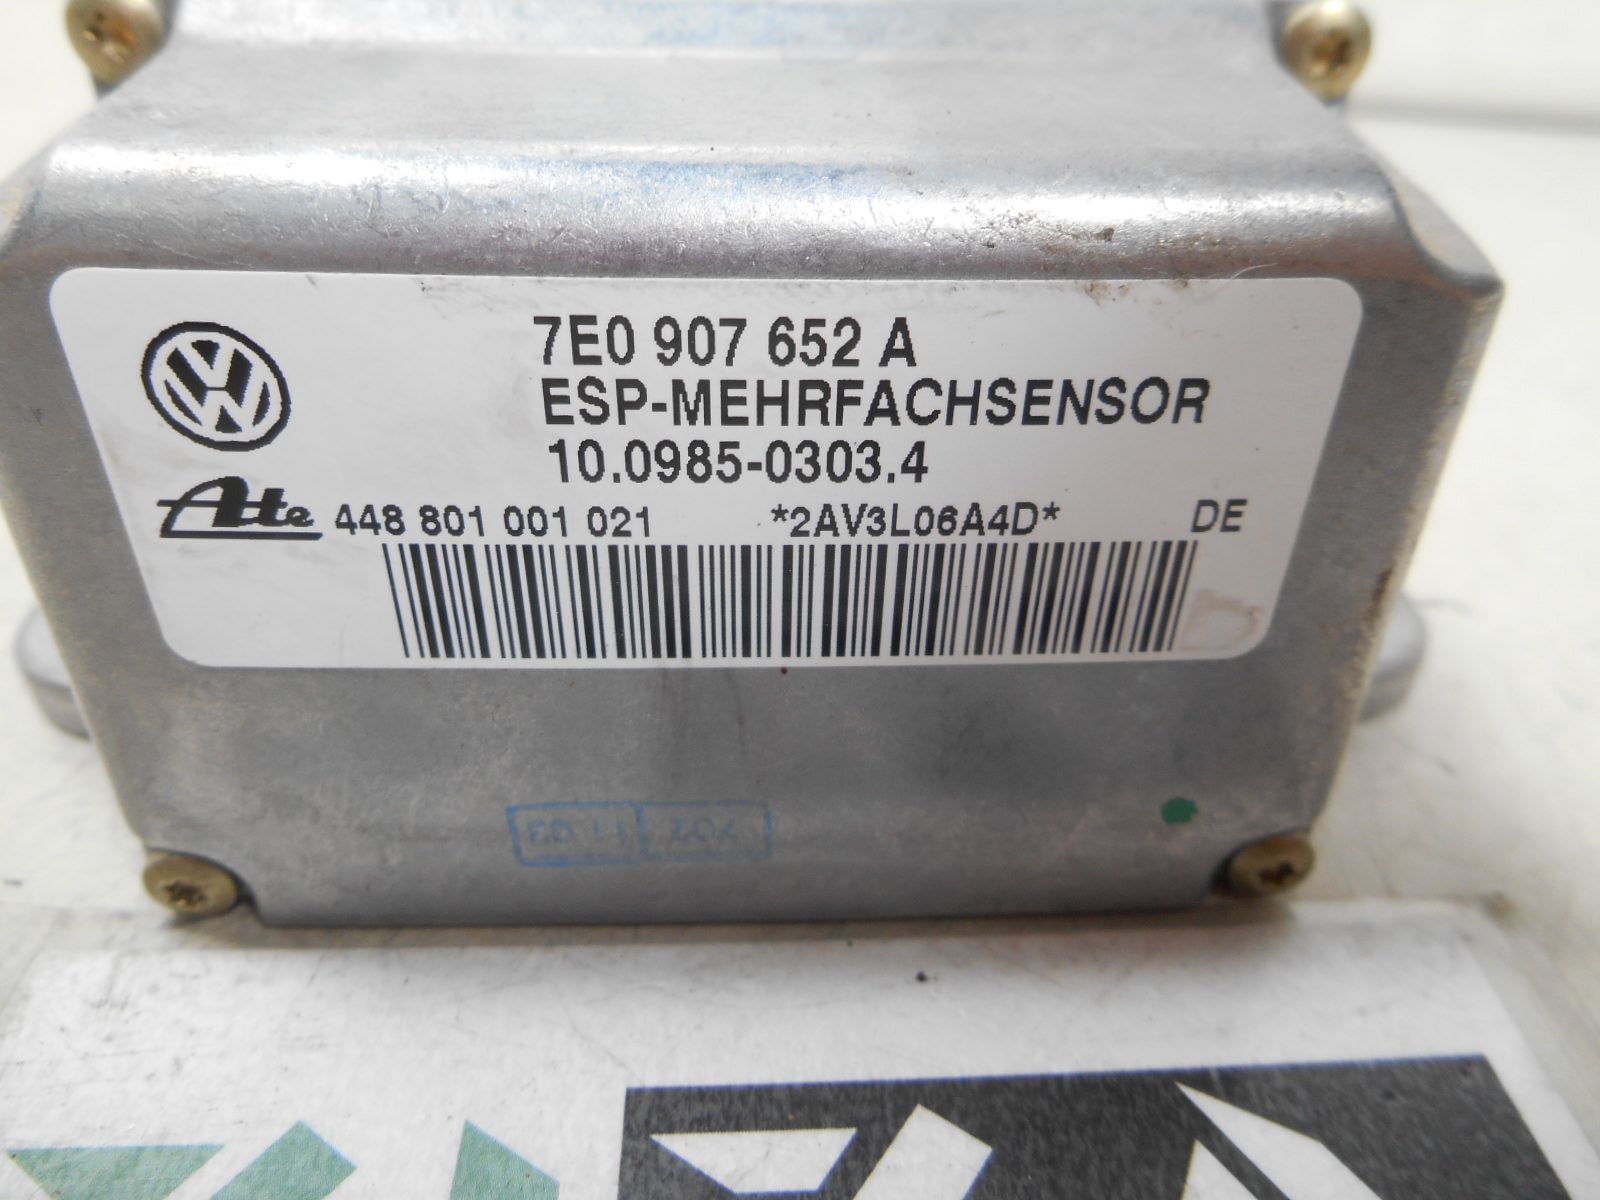 7E0 907 652 A
ESP-MEHRFACHSENSOR
10.0985-0303.4
Ate 448 801 001 021 *2AV3L06A4D* DE